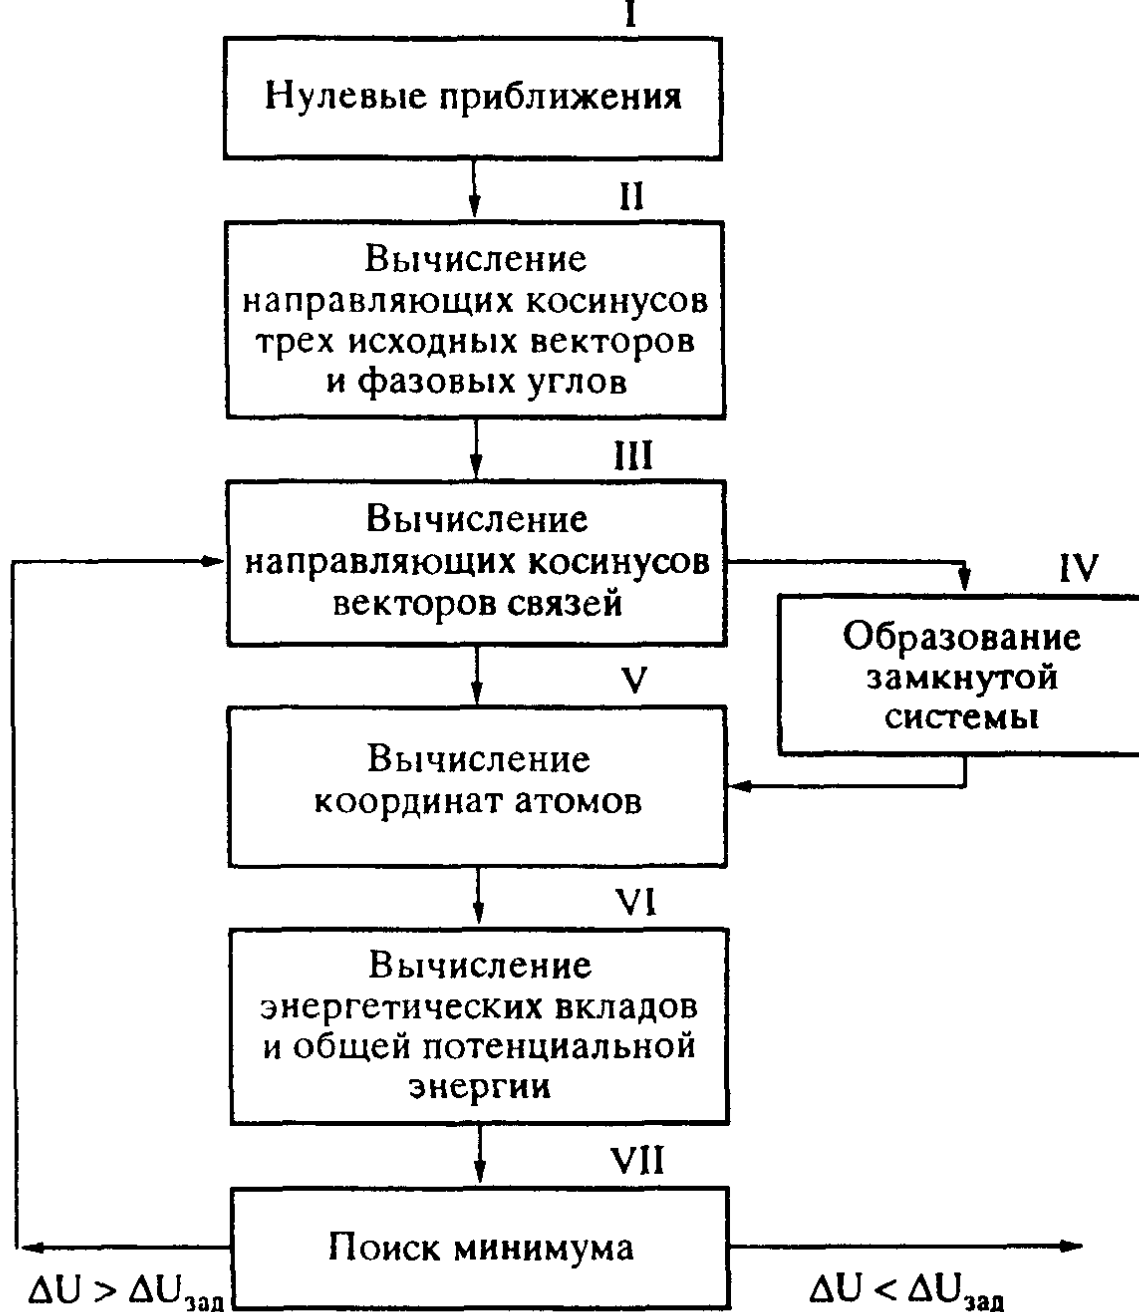 I
Нулевые приближения
II
Вычисление
направляющих косинусов
трех исходных векторов
и фазовых углов
III
Вычисление
направляющих косинусов
векторов связей
IV
Образование
замкнутой
системы
V
Вычисление
координат атомов
VI
Вычисление
энергетических вкладов
и общей потенциальной
энергии
VII
Поиск минимума
ΔU > ΔUзад
ΔU < ΔUзад